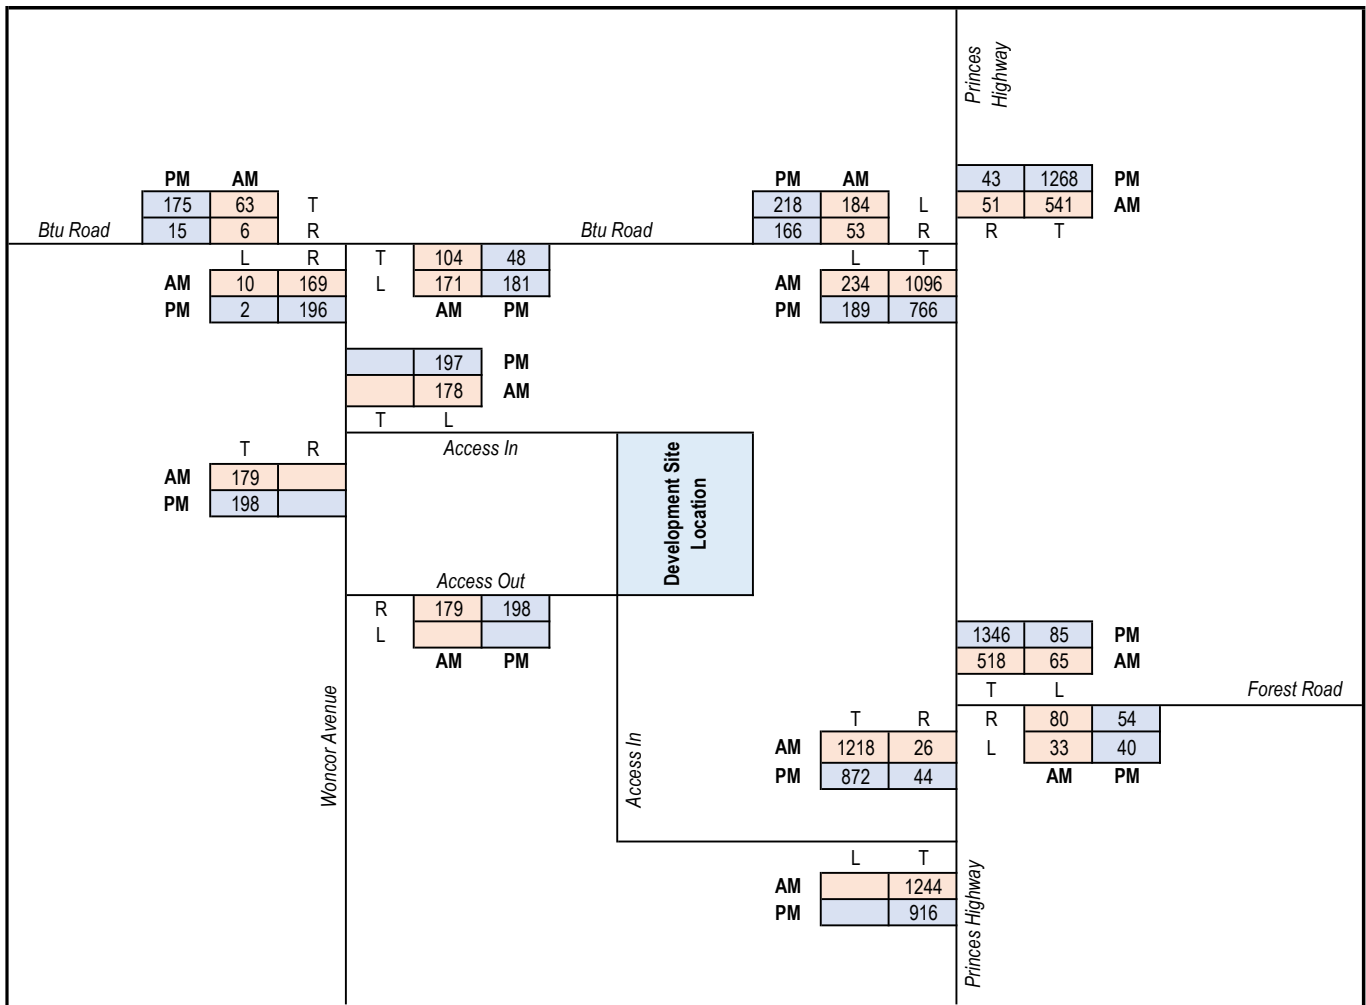 Princes
Highway
PM AM
175 63 T
Btu Road 15 6 R
L R
AM 10 169
PM 2 196
T 104 48
L 171 181
AM PM
Btu Road
PM AM
218 184 L
166 53 R
43 1268 PM
51 541 AM
R T
L T
AM 234 1096
PM 189 766
197 PM
178 AM
T L
Access In
T R
AM 179
PM 198
Development Site
Location
Access Out
R 179 198
L
AM PM
Woncor Avenue
Access In
1346 85 PM
518 65 AM
T L
Forest Road
T R
AM 1218 26
PM 872 44
R 80 54
L 33 40
AM PM
L T
AM 1244
PM 916
Princes Highway